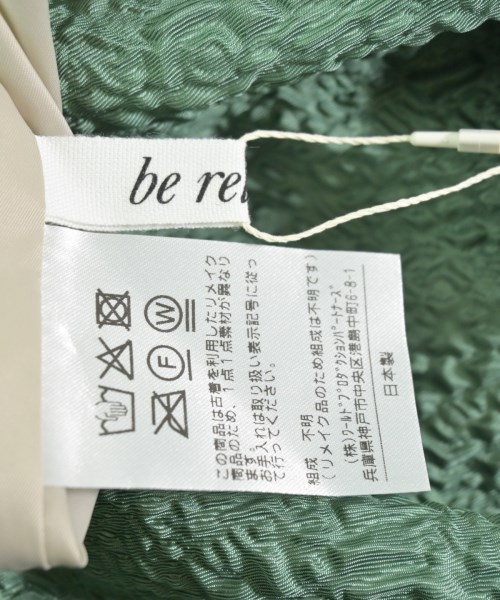 be rel
この商品は古着を利用したリメイク
商品のため、1点1点素材が異なり
ます。
お手入れは取り扱い表示記号に従っ
て行ってください。
組成 不明
(リメイク品のため組成は不明です)
(株)ワールドプロダクションパートナーズ
兵庫県神戸市中央区港島中町6-8-1
日本製
W
F